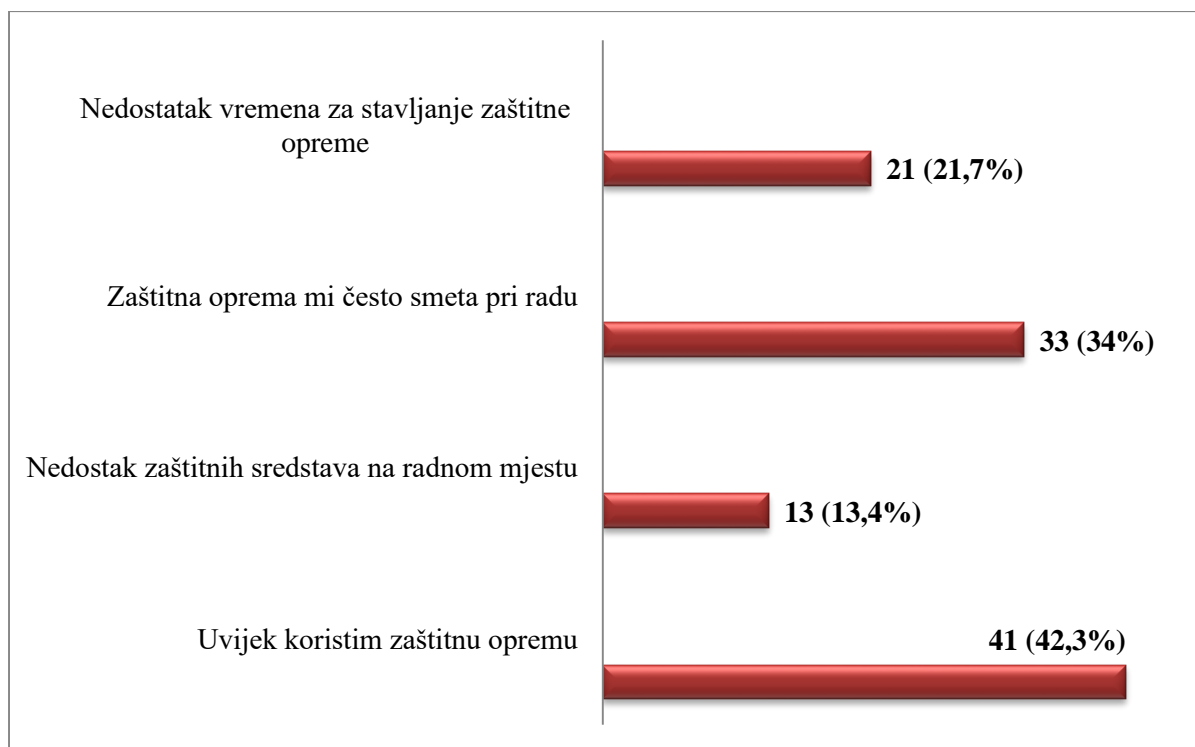 Nedostatak vremena za stavljanje zaštitne
opreme
21 (21,7%)
Zaštitna oprema mi često smeta pri radu
33 (34%)
Nedostak zaštitnih sredstava na radnom mjestu
13 (13,4%)
Uvijek koristim zaštitnu opremu
41 (42,3%)